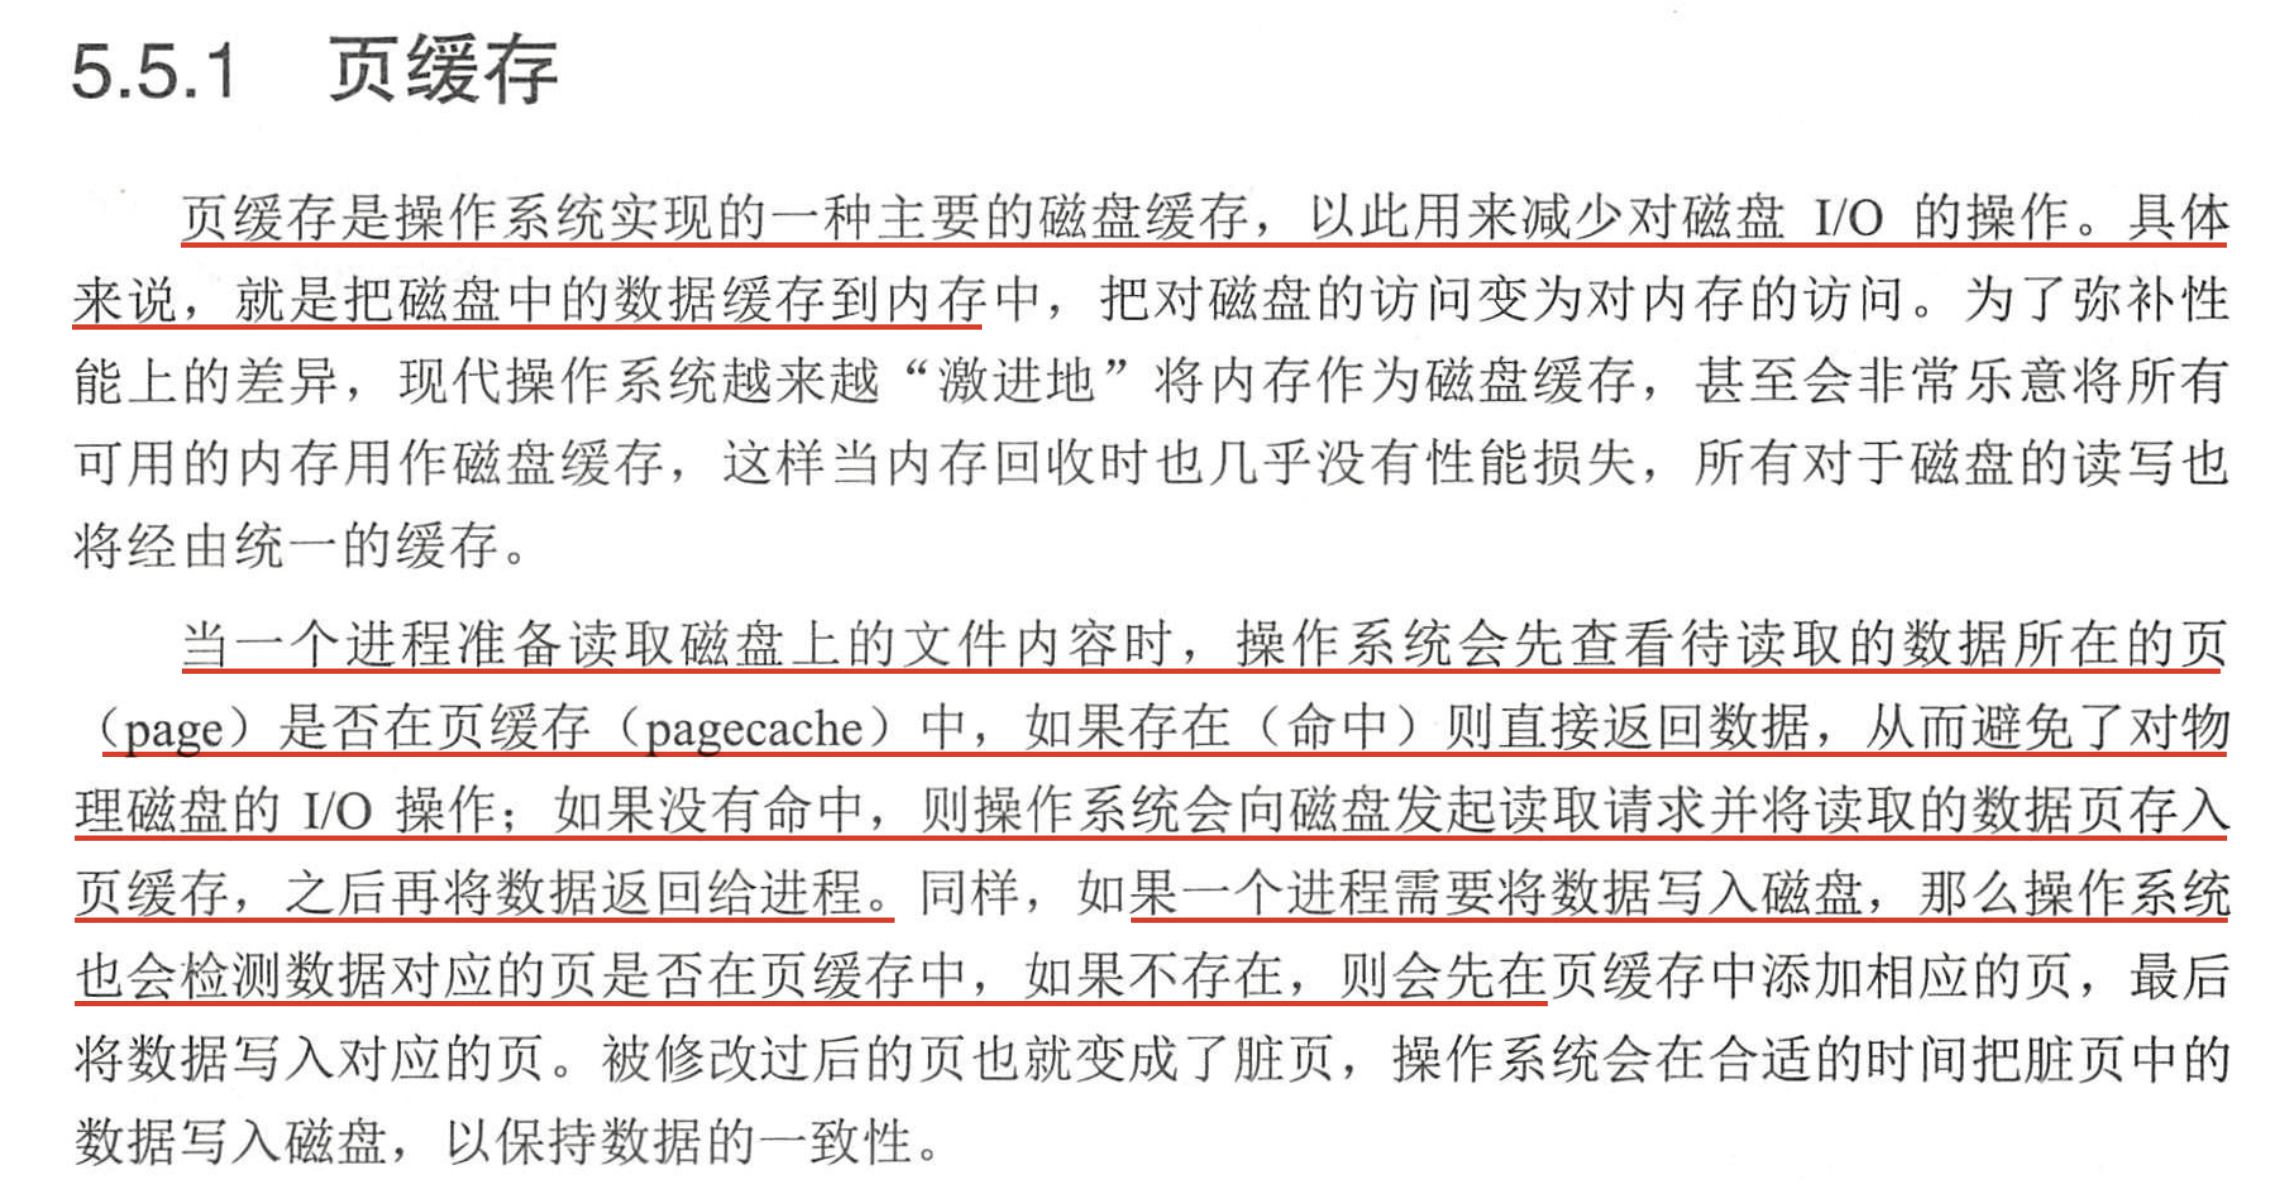 5.5.1 页缓存
页缓存是操作系统实现的一种主要的磁盘缓存，以此用来减少对磁盘 I/O 的操作。具体
来说，就是把磁盘中的数据缓存到内存中，把对磁盘的访问变为对内存的访问。为了弥补性
能上的差异，现代操作系统越来越“激进地”将内存作为磁盘缓存，甚至会非常乐意将所有
可用的内存用作磁盘缓存，这样当内存回收时也几乎没有性能损失，所有对于磁盘的读写也
将经由统一的缓存。
当一个进程准备读取磁盘上的文件内容时，操作系统会先查看待读取的数据所在的页
（page）是否在页缓存（pagecache）中，如果存在（命中）则直接返回数据，从而避免了对物
理磁盘的 I/O 操作；如果没有命中，则操作系统会向磁盘发起读取请求并将读取的数据页存入
页缓存，之后再将数据返回给进程。同样，如果一个进程需要将数据写入磁盘，那么操作系统
也会检测数据对应的页是否在页缓存中，如果不存在，则会先在页缓存中添加相应的页，最后
将数据写入对应的页。被修改过后的页也就变成了脏页，操作系统会在合适的时间把脏页中的
数据写入磁盘，以保持数据的一致性。